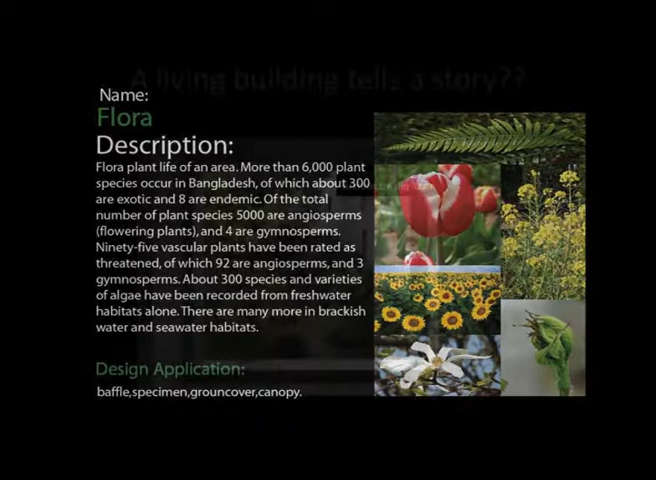 A living building tells a story??
Name:
Flora
Description:
Flora plant life of an area. More than 6,000 plant
species occur in Bangladesh, of which about 300
are exotic and 8 are endemic. Of the total
number of plant species 5000 are angiosperms
(flowering plants), and 4 are gymnosperms.
Ninety-five vascular plants have been rated as
threatened, of which 92 are angiosperms, and 3
gymnosperms. About 300 species and varieties
of algae have been recorded from freshwater
habitats alone. There are many more in brackish
water and seawater habitats.
Design Application:
baffle,specimen,grouncover,canopy.